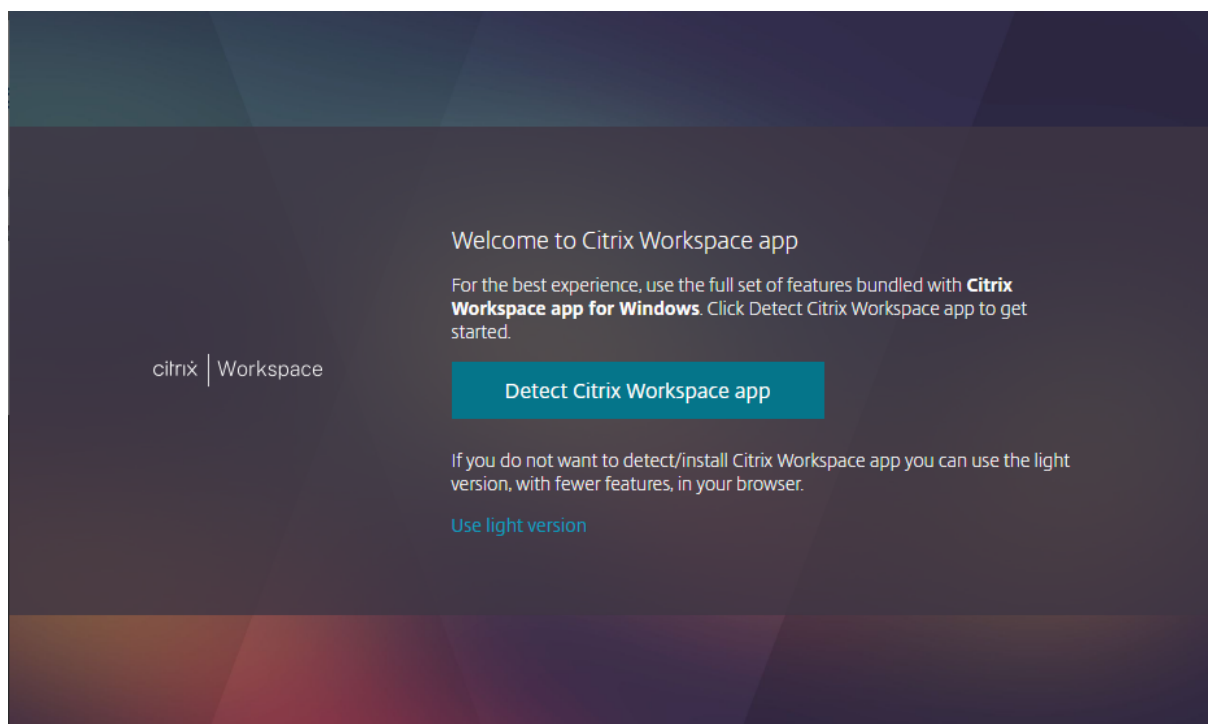 Welcome to Citrix Workspace app
For the best experience, use the full set of features bundled with Citrix
Workspace app for Windows. Click Detect Citrix Workspace app to get
started.
citrix | Workspace
Detect Citrix Workspace app
If you do not want to detect/install Citrix Workspace app you can use the light
version, with fewer features, in your browser.
Use light version